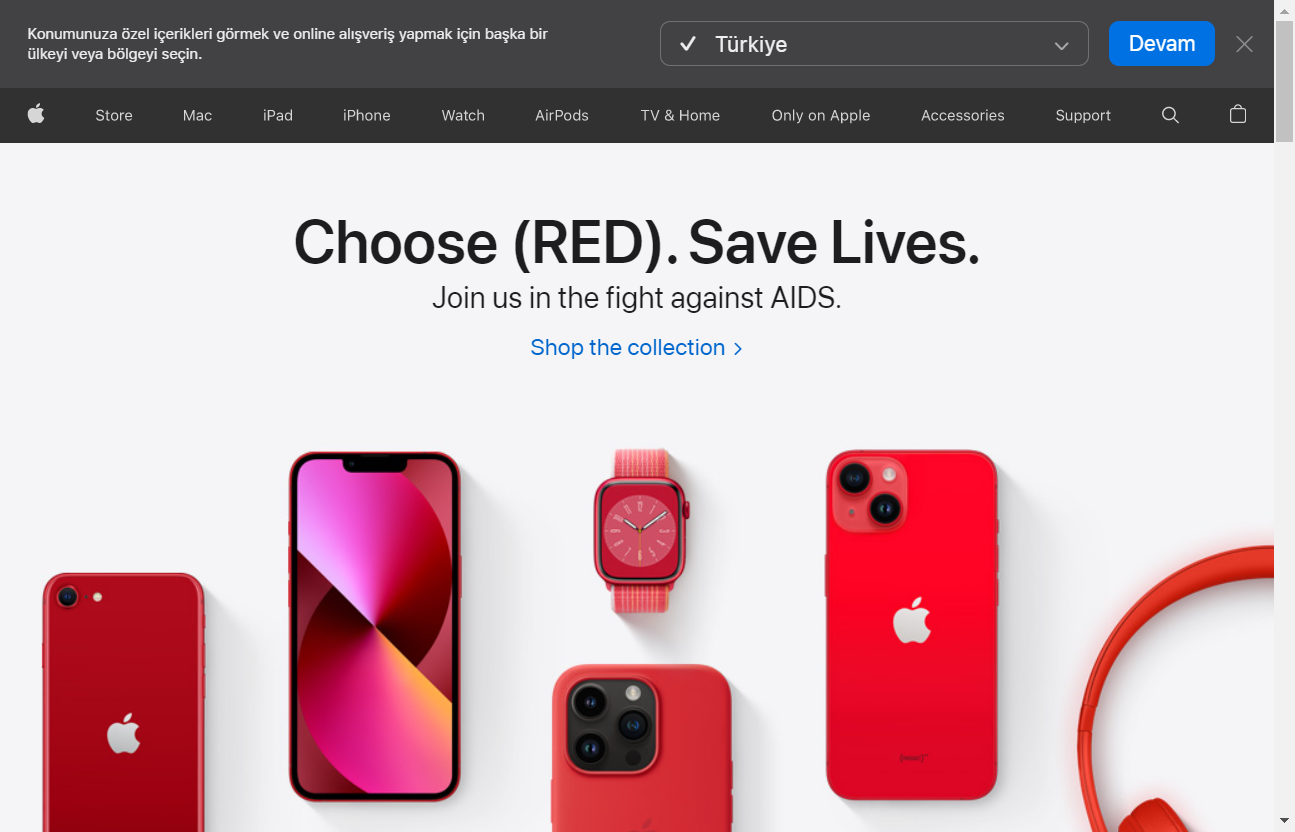 Konumunuza özel içerikleri görmek ve online alışveriş yapmak için başka bir
ülkeyi veya bölgeyi seçin.
Türkiye
Devam
Store Mac iPad iPhone Watch AirPods TV & Home Only on Apple Accessories Support
Choose (RED). Save Lives.
Join us in the fight against AIDS.
Shop the collection